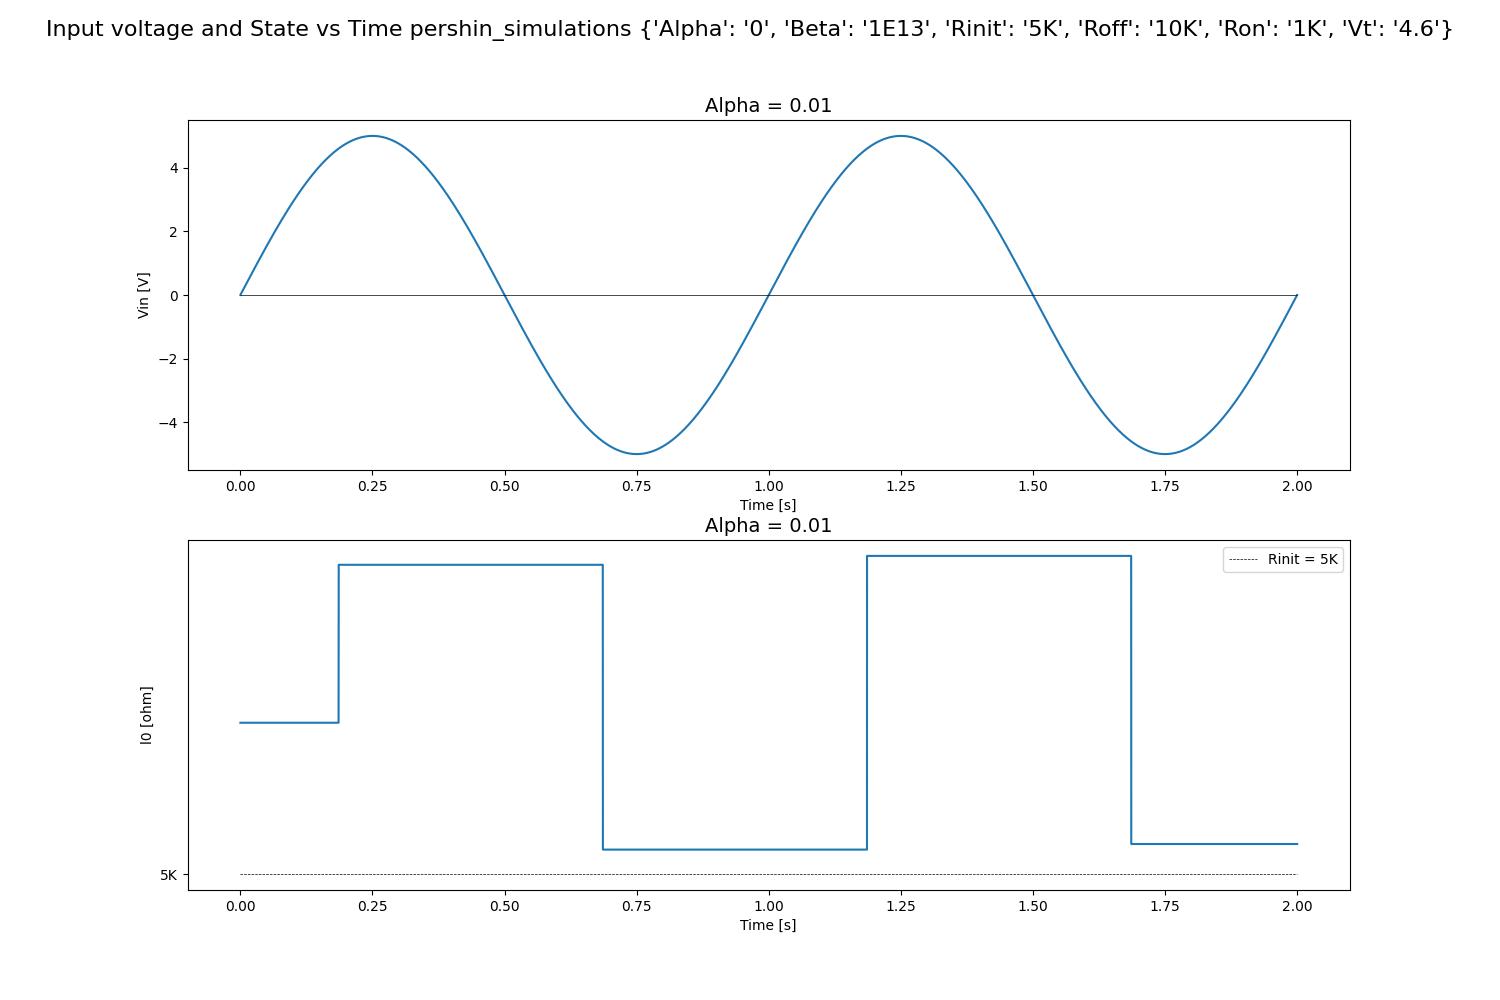 Input voltage and State vs Time pershin_simulations {'Alpha': '0', 'Beta': '1E13', 'Rinit': '5K', 'Roff': '10K', 'Ron': '1K', 'Vt': '4.6'}
Alpha = 0.01
4
2
0
−2
−4
Vin [V]
0.00 0.25 0.50 0.75 1.00 1.25 1.50 1.75 2.00
Time [s]
Alpha = 0.01
Rinit = 5K
l0 [ohm]
5K
0.00 0.25 0.50 0.75 1.00 1.25 1.50 1.75 2.00
Time [s]